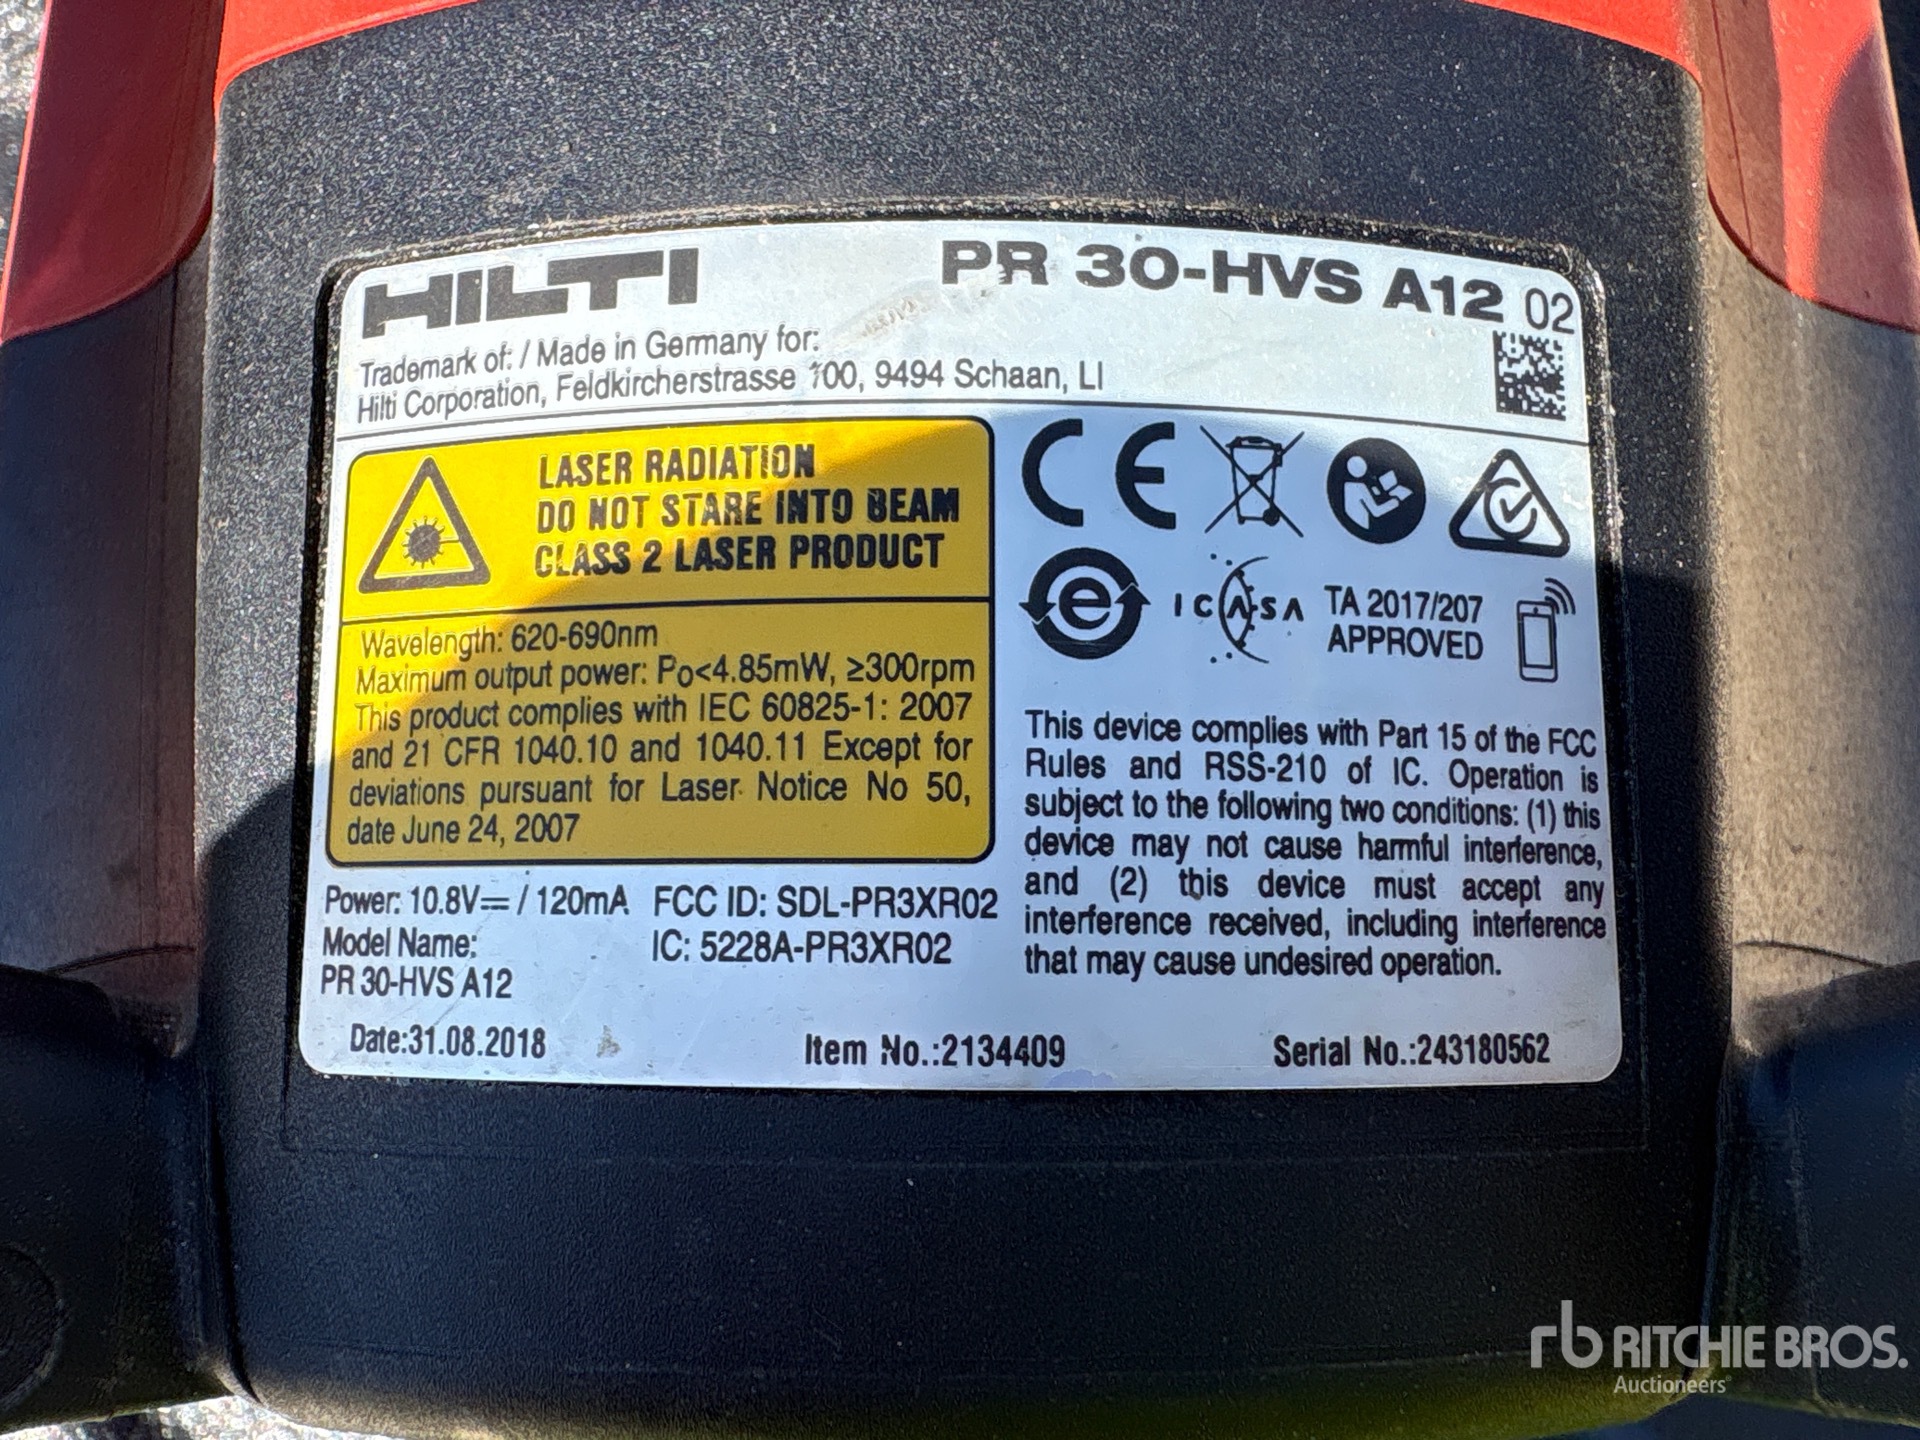 HILTI
PR 30-HVS A12 02
Trademark of: / Made in Germany for:
Hilti Corporation, Feldkircherstrasse 100, 9494 Schaan, LI
LASER RADIATION
DO NOT STARE INTO BEAM
CLASS 2 LASER PRODUCT
Wavelength: 620-690nm
Maximum output power: Po<4.85mW, ≥300rpm
This product complies with IEC 60825-1: 2007
and 21 CFR 1040.10 and 1040.11 Except for
deviations pursuant for Laser Notice No 50,
date June 24, 2007
CE
e
ICASA
TA 2017/207
APPROVED
This device complies with Part 15 of the FCC
Rules and RSS-210 of IC. Operation is
subject to the following two conditions: (1) this
device may not cause harmful interference,
and (2) this device must accept any
interference received, including interference
that may cause undesired operation.
Power: 10.8V⎓ / 120mA
FCC ID: SDL-PR3XR02
Model Name:
IC: 5228A-PR3XR02
PR 30-HVS A12
Date:31.08.2018
Item No.:2134409
Serial No.:243180562
rb RITCHIE BROS.
Auctioneers